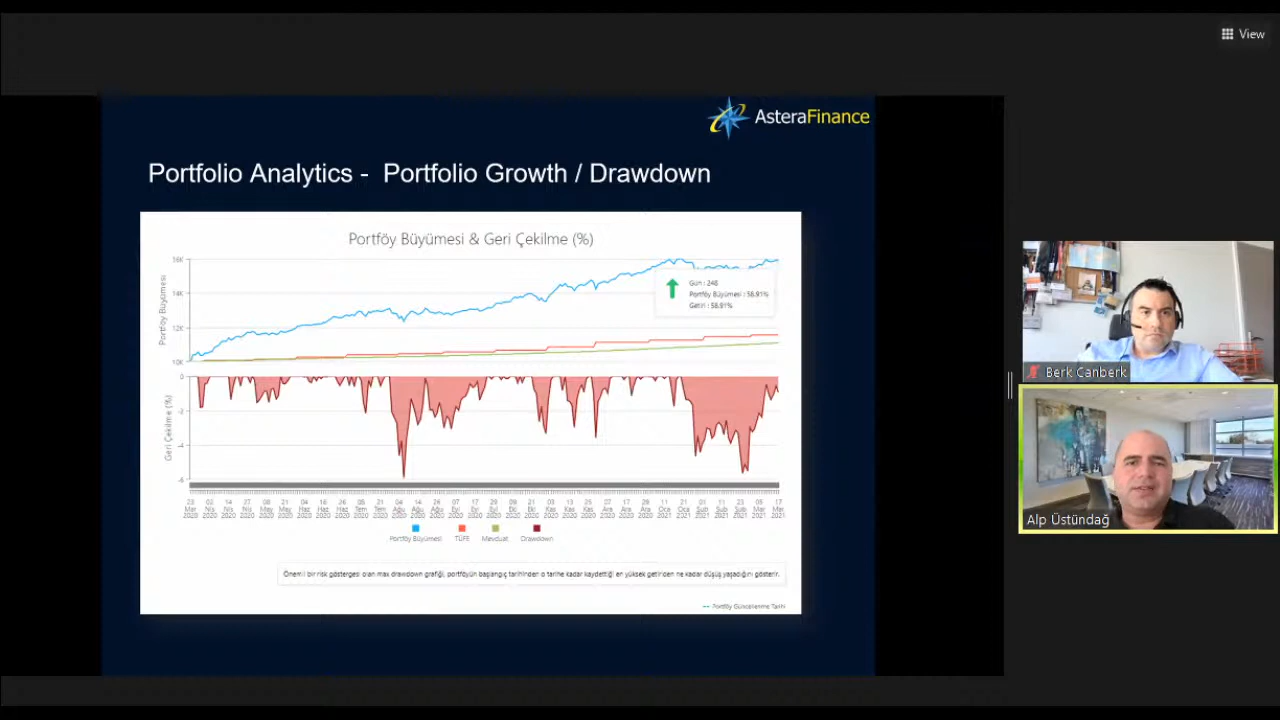 View
AsteraFinance
Portfolio Analytics - Portfolio Growth / Drawdown
Portföy Büyümesi & Geri Çekilme (%)
Portföy Büyümesi
16K
14K
12K
10K
Gün : 248
Portföy Büyümesi : 58.91%
Getiri : 58.91%
Geri Çekilme (%)
0
-2
-4
-6
Portföy Büyümesi
TÜFE
Mevduat
Drawdown
Önemli bir risk göstergesi olan max drawdown grafiği, portföyün başlangıç tarihinden o tarihe kadar kaydettiği en yüksek getirinden ne kadar düşüş yaşadığını gösterir.
Portföy Güncellenme Tarihi
Berk Canberk
Alp Üstündağ